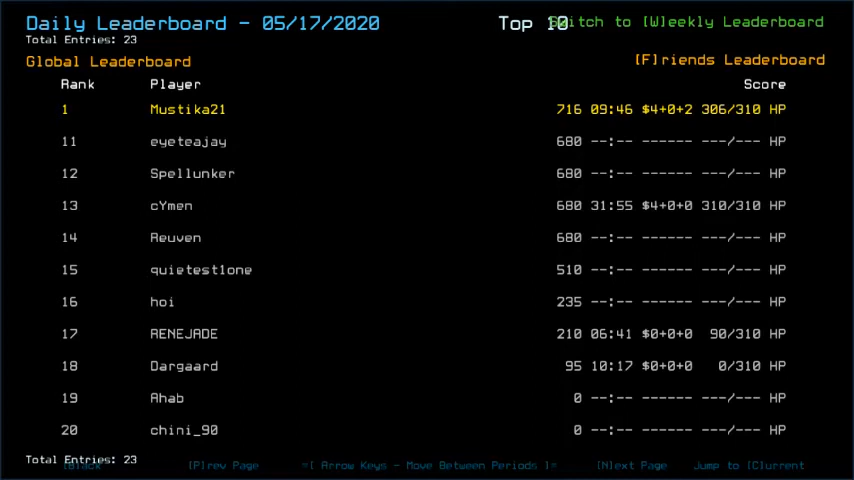 Daily Leaderboard - 05/17/2020 Top 10 Switch to [W]eekly Leaderboard
Total Entries: 23
Global Leaderboard [F]riends Leaderboard
Rank Player Score
1 Mustika21 716 09:46 $4+0+2 306/310 HP
11 eyeteajay 680 --:-- ------ ---/--- HP
12 Spellunker 680 --:-- ------ ---/--- HP
13 cYmen 680 31:55 $4+0+0 310/310 HP
14 Reuven 680 --:-- ------ ---/--- HP
15 quietest1one 510 --:-- ------ ---/--- HP
16 hoi 235 --:-- ------ ---/--- HP
17 RENEJADE 210 06:41 $0+0+0 90/310 HP
18 Dargaard 95 10:17 $0+0+0 0/310 HP
19 Ahab 0 --:-- ------ ---/--- HP
20 chini_90 0 --:-- ------ ---/--- HP
Total Entries: 23
[B]ack [P]rev Page =[ Arrow Keys - Move Between Periods ]= [N]ext Page Jump to [C]urrent